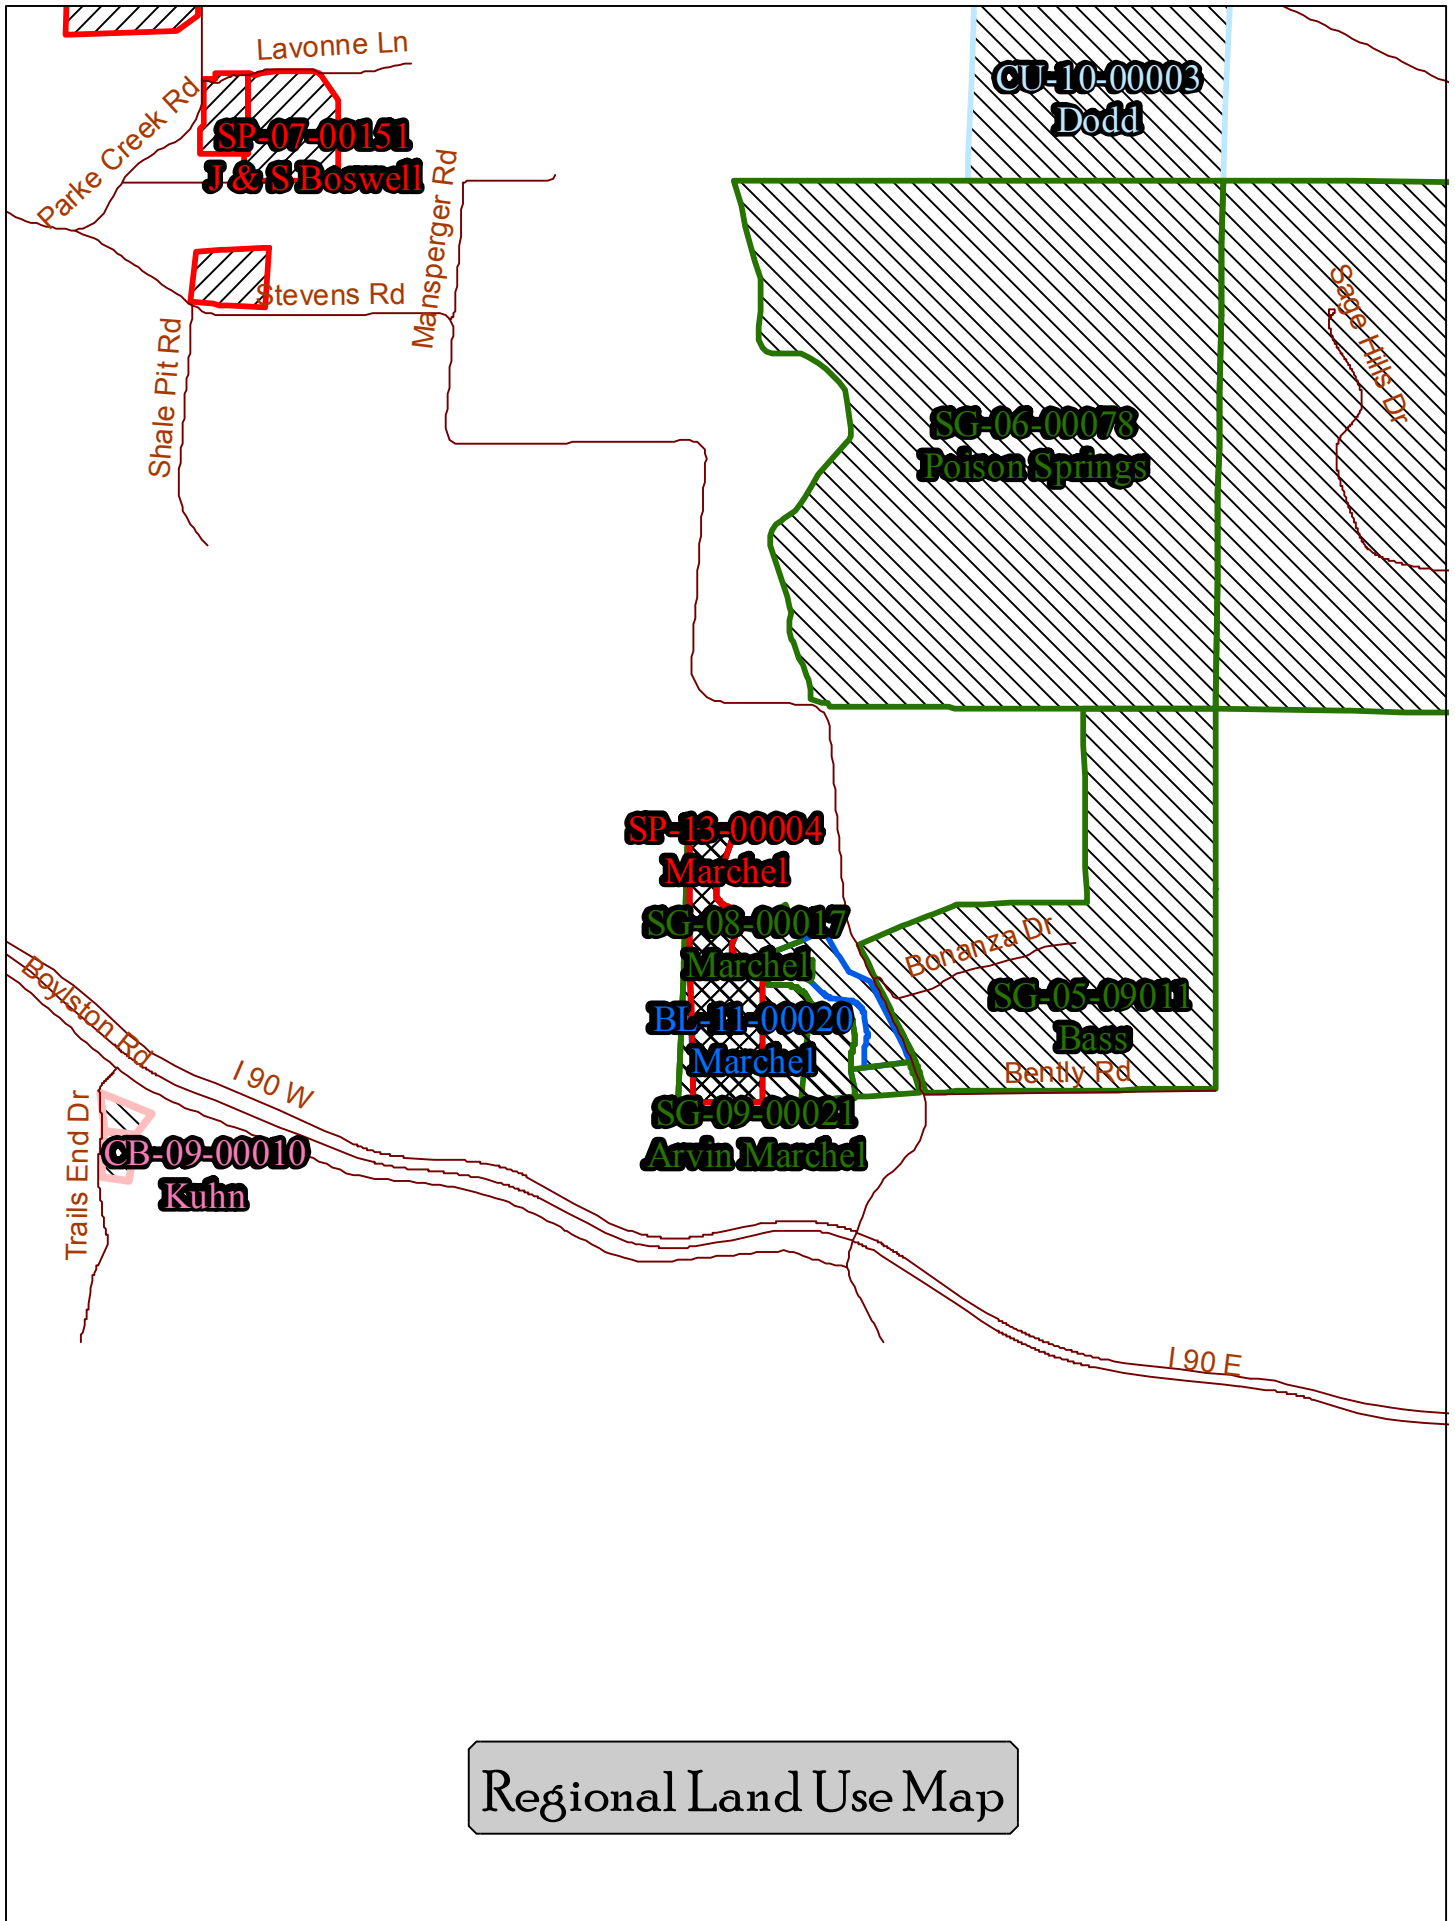 Lavonne Ln
CU-10-00003
Dodd
Parke Creek Rd
SP-07-00151
J & S Boswell
Mansperger Rd
Stevens Rd
Sage Hills Dr
Shale Pit Rd
SG-06-00078
Poison Springs
SP-13-00004
Marchel
SG-08-00017
Marchel
Bonanza Dr
SG-05-09011
Bass
BL-11-00020
Marchel
Bently Rd
Boylston Rd
I 90 W
SG-09-00021
Arvin Marchel
Trails End Dr
CB-09-00010
Kuhn
I 90 E
Regional Land Use Map